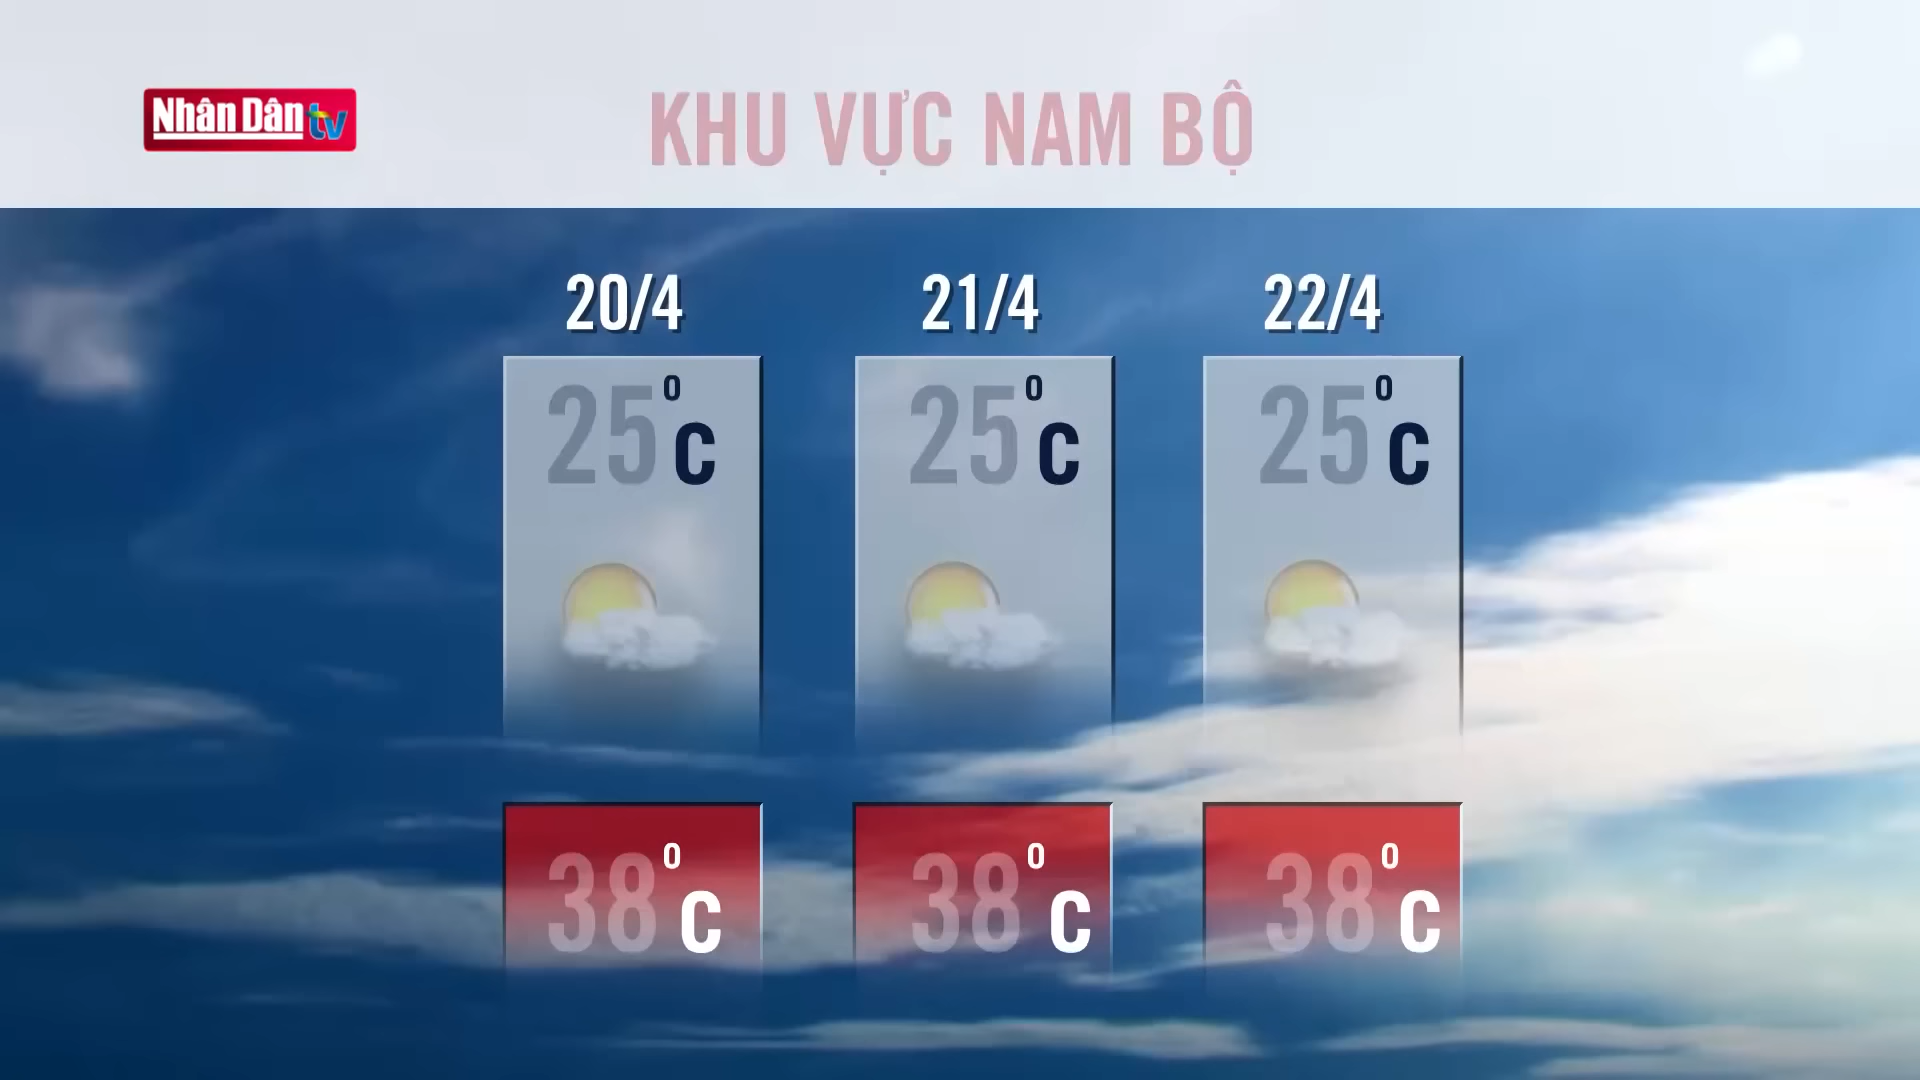 Nhân Dân tv
KHU VỰC NAM BỘ
20/4 21/4 22/4
25°C 25°C 25°C
38°C 38°C 38°C